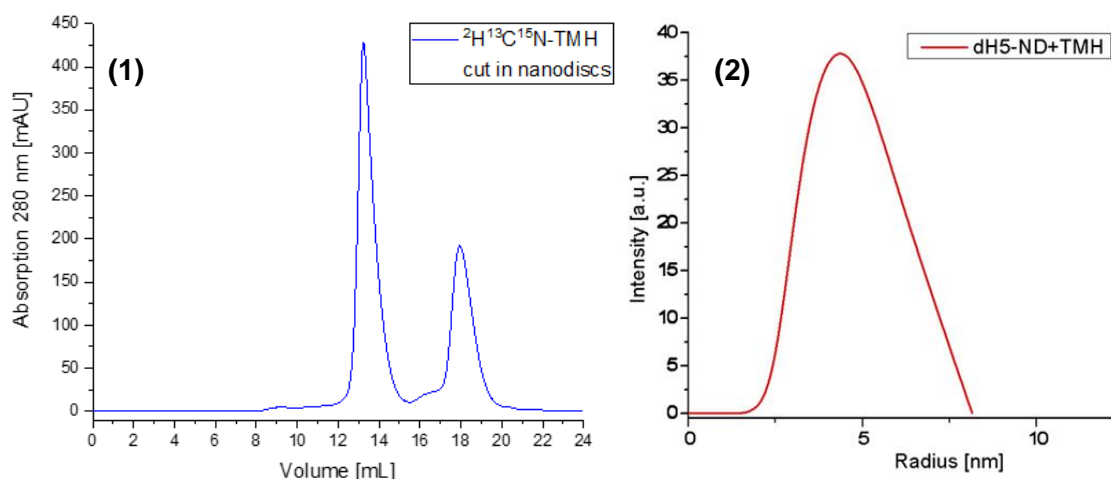 (1)
²H¹³C¹⁵N-TMH
cut in nanodiscs
Absorption 280 nm [mAU]
450
400
350
300
250
200
150
100
50
0
0 2 4 6 8 10 12 14 16 18 20 22 24
Volume [mL]
(2)
dH5-ND+TMH
Intensity [a.u.]
40
35
30
25
20
15
10
5
0
0 5 10
Radius [nm]